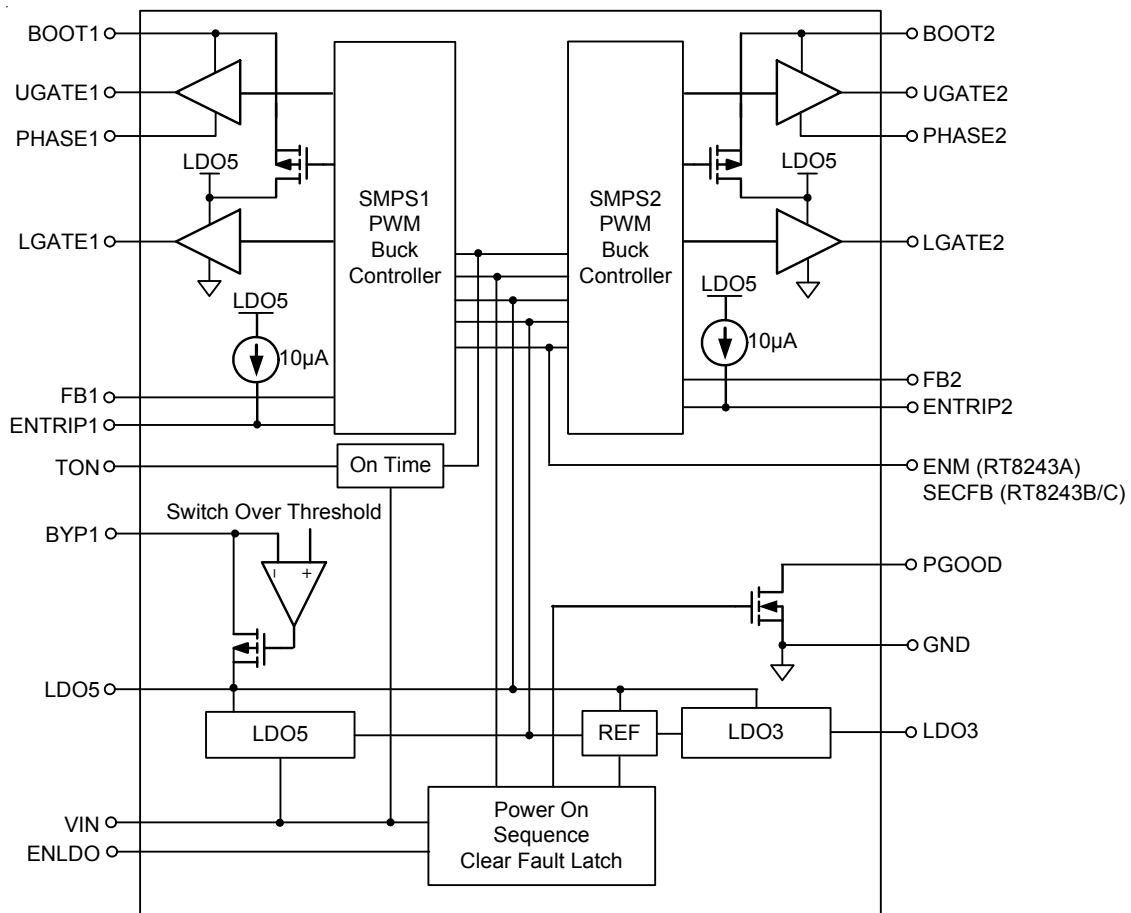 BOOT1
BOOT2
UGATE1
UGATE2
PHASE1
PHASE2
LDO5
LDO5
SMPS1
PWM
Buck
Controller
SMPS2
PWM
Buck
Controller
LGATE1
LGATE2
LDO5
LDO5
10µA
10µA
FB1
FB2
ENTRIP1
ENTRIP2
TON
On Time
ENM (RT8243A)
SECFB (RT8243B/C)
Switch Over Threshold
BYP1
- +
PGOOD
GND
LDO5
LDO5
REF
LDO3
LDO3
VIN
ENLDO
Power On
Sequence
Clear Fault Latch